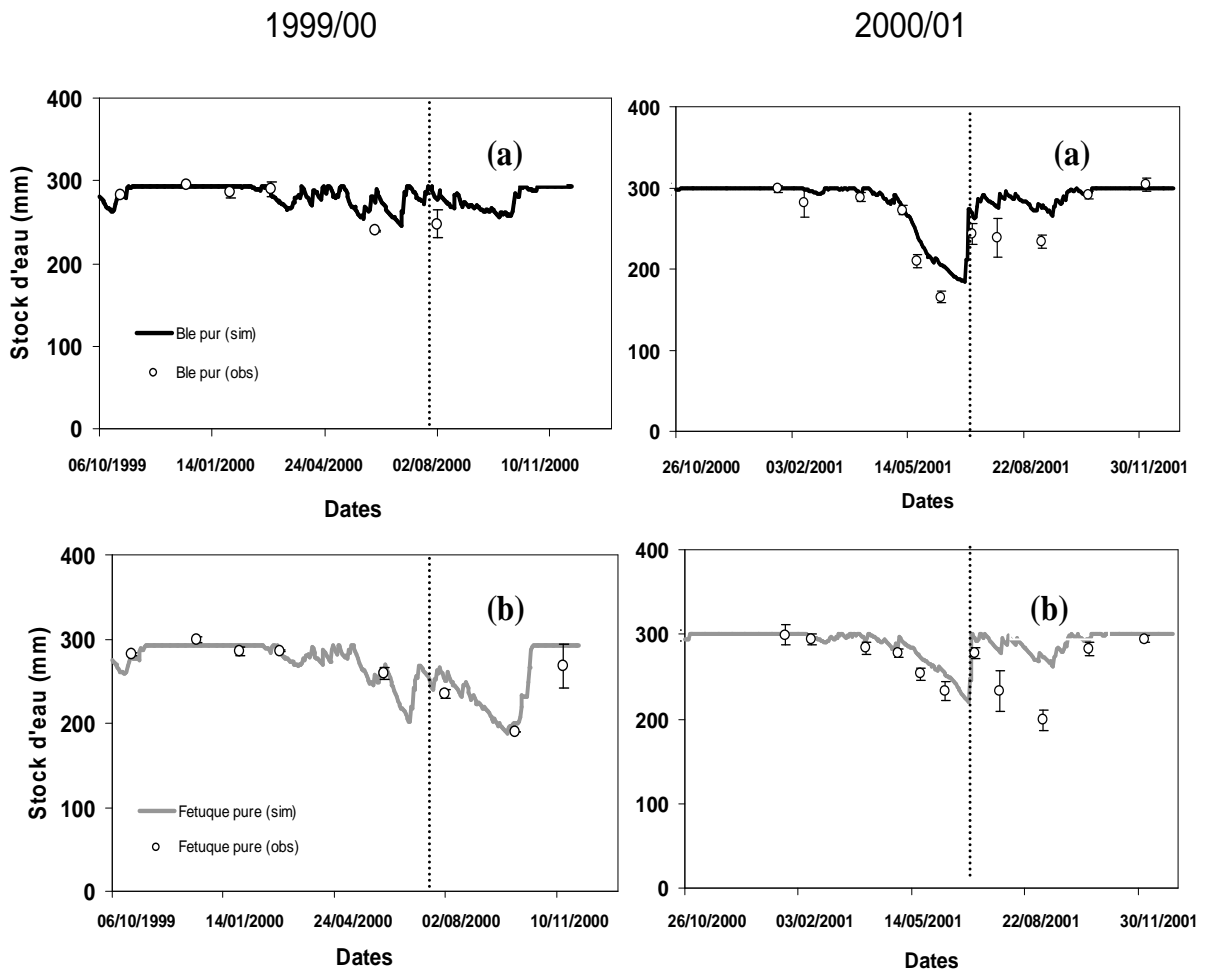 1999/00
2000/01
400
300
200
100
0
Stock d'eau (mm)
(a)
Ble pur (sim)
Ble pur (obs)
06/10/1999 14/01/2000 24/04/2000 02/08/2000 10/11/2000
Dates
400
300
200
100
0
(a)
26/10/2000 03/02/2001 14/05/2001 22/08/2001 30/11/2001
Dates
400
300
200
100
0
Stock d'eau (mm)
(b)
Fetuque pure (sim)
Fetuque pure (obs)
06/10/1999 14/01/2000 24/04/2000 02/08/2000 10/11/2000
Dates
400
300
200
100
0
(b)
26/10/2000 03/02/2001 14/05/2001 22/08/2001 30/11/2001
Dates